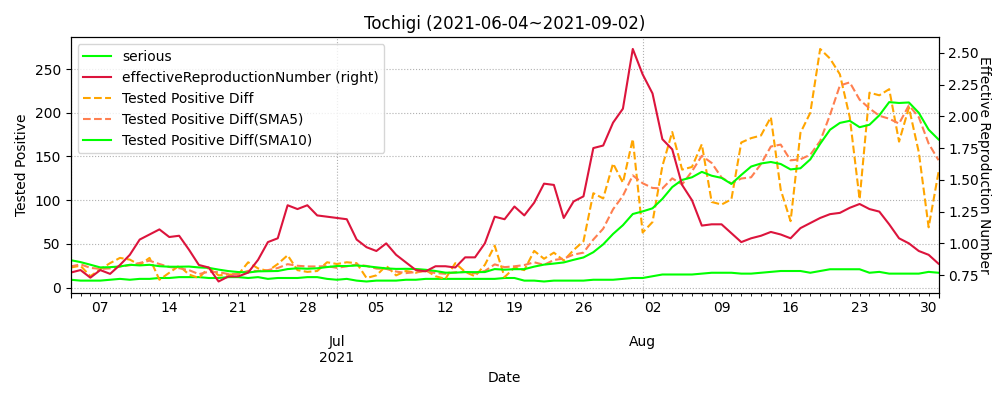 Tochigi (2021-06-04~2021-09-02)
serious
effectiveReproductionNumber (right)
Tested Positive Diff
Tested Positive Diff(SMA5)
Tested Positive Diff(SMA10)
Tested Positive
250
200
150
100
50
0
2.50
2.25
2.00
1.75
1.50
1.25
1.00
0.75
Effective Reproduction Number
07 14 21 28 05 12 19 26 02 09 16 23 30
Jul Aug
2021
Date